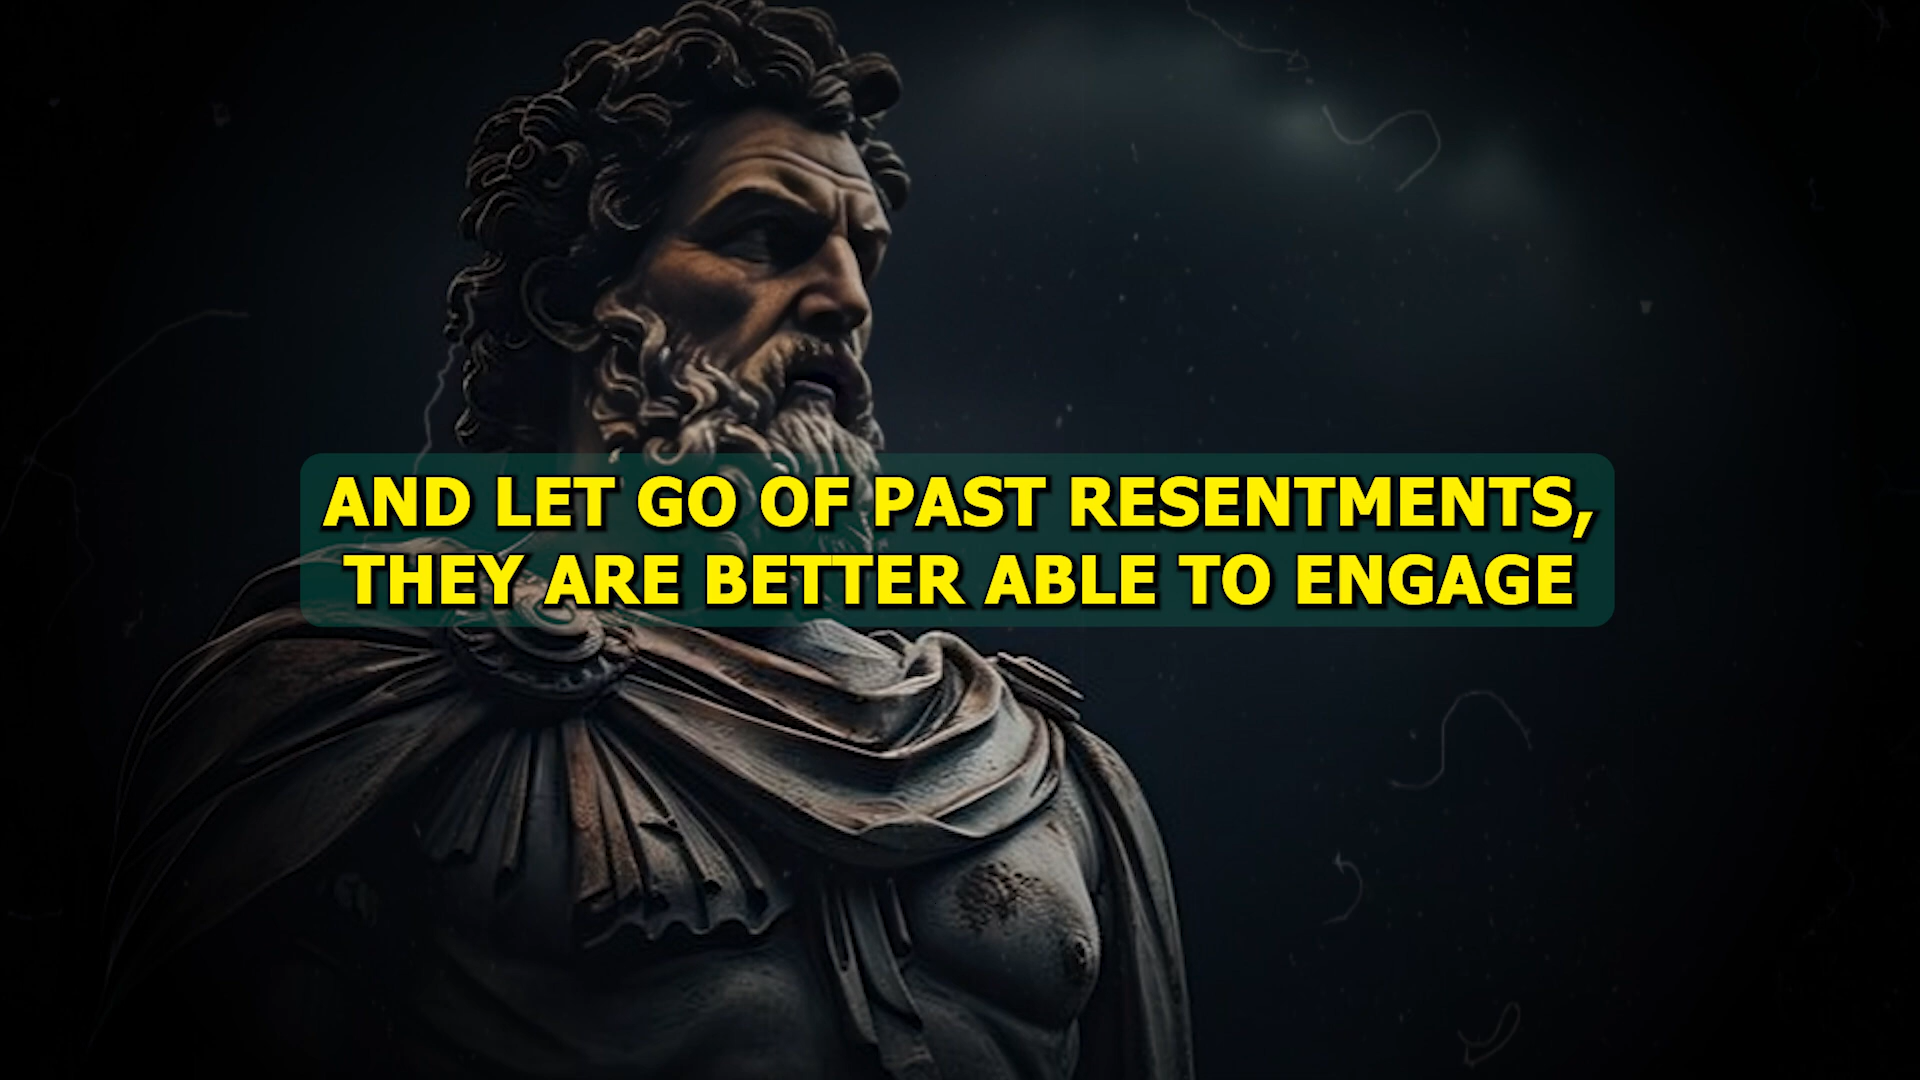 AND LET GO OF PAST RESENTMENTS,
THEY ARE BETTER ABLE TO ENGAGE